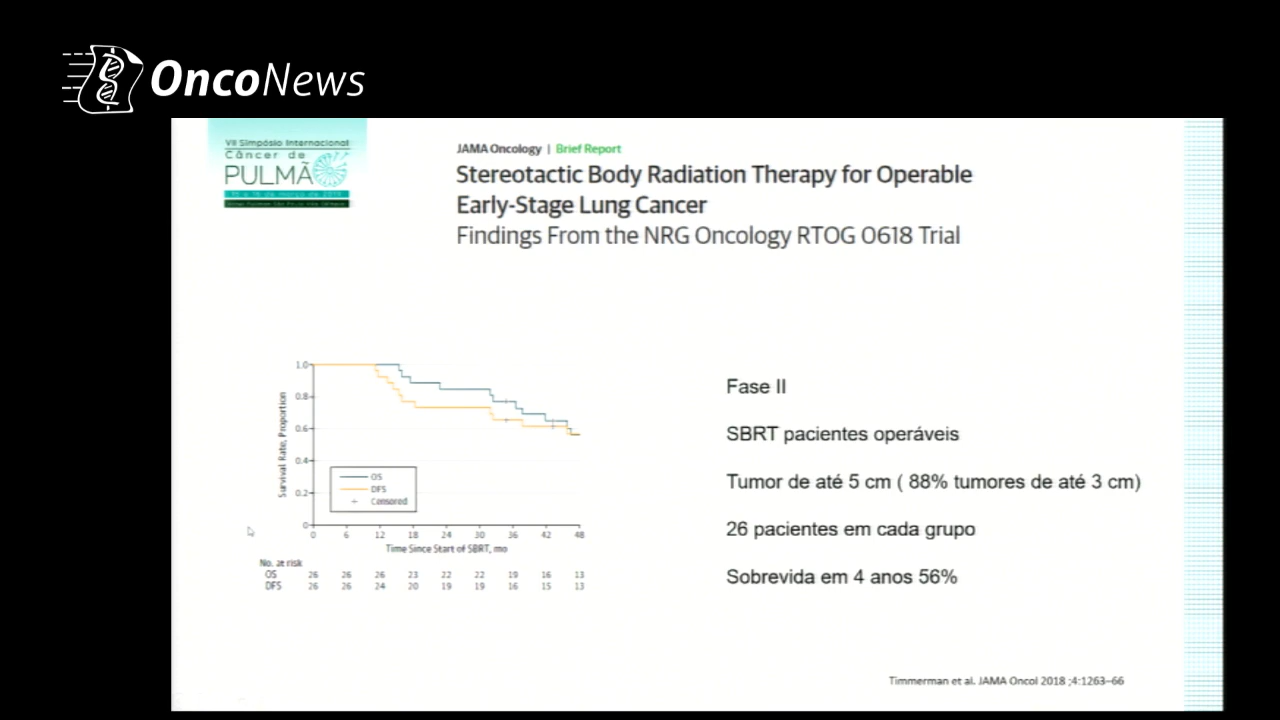 OncoNews
VII Simpósio Internacional
Câncer de
PULMÃO
JAMA Oncology | Brief Report
Stereotactic Body Radiation Therapy for Operable
Early-Stage Lung Cancer
Findings From the NRG Oncology RTOG 0618 Trial
1.0
0.8
0.6
0.4
0.2
0
Survival Rate, Proportion
OS
DFS
Censored
0 6 12 18 24 30 36 42 48
Time Since Start of SBRT, mo
No. at risk
OS 26 26 26 23 22 22 19 16 13
DFS 26 26 24 20 19 19 16 15 13
Fase II
SBRT pacientes operáveis
Tumor de até 5 cm ( 88% tumores de até 3 cm)
26 pacientes em cada grupo
Sobrevida em 4 anos 56%
Timmerman et al. JAMA Oncol 2018 ;4:1263–66